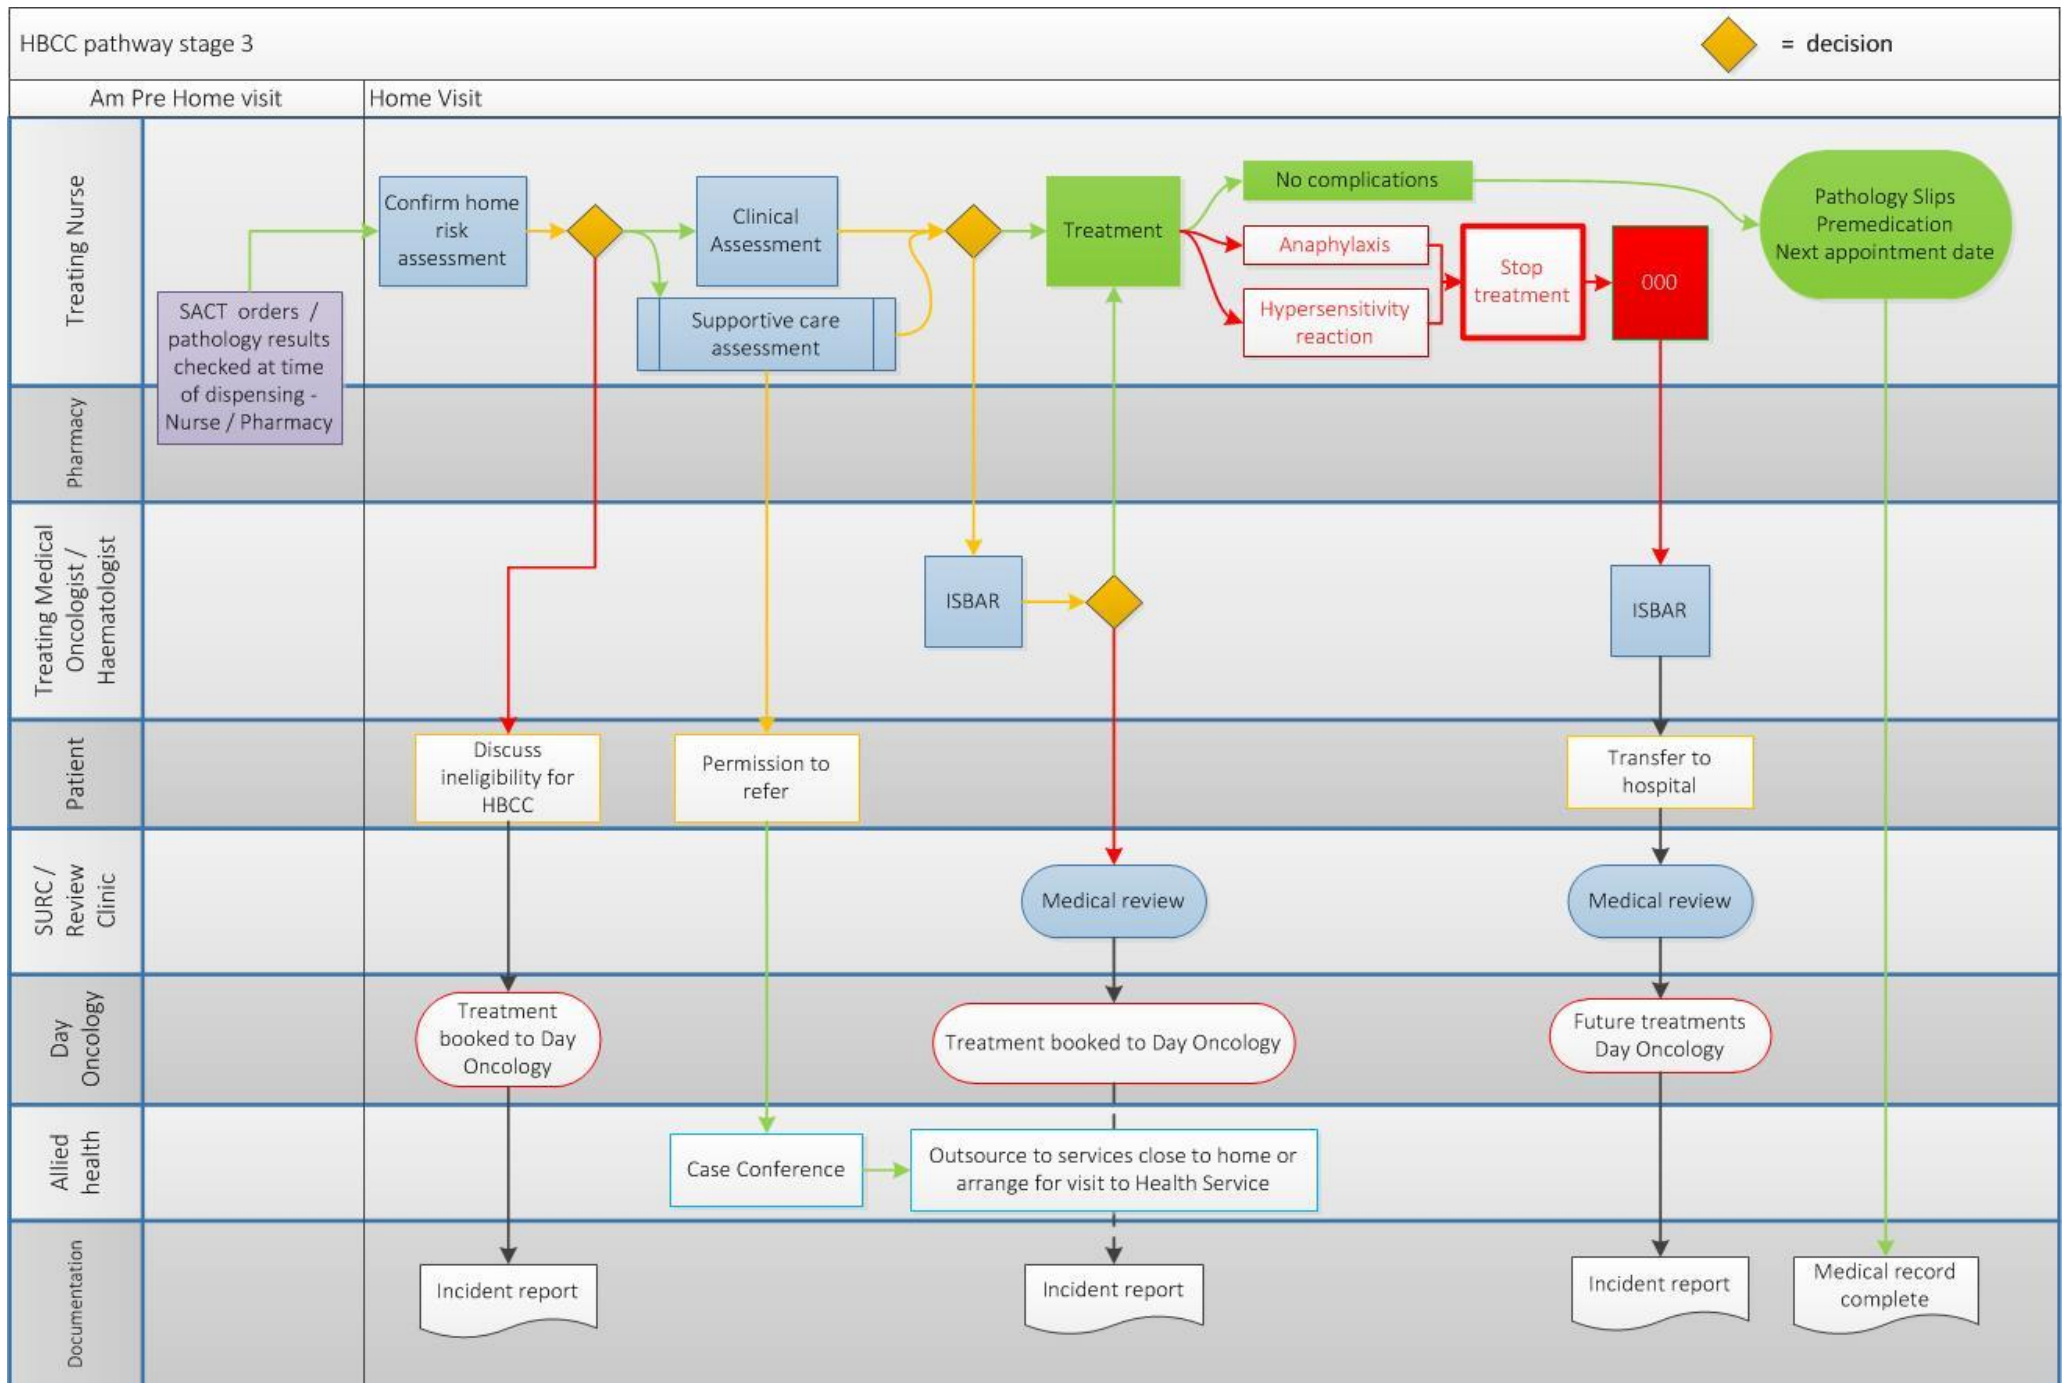 HBCC pathway stage 3
= decision
Am Pre Home visit
Home Visit
Treating Nurse
SACT orders /
pathology results
checked at time
of dispensing -
Nurse / Pharmacy
Confirm home
risk
assessment
Clinical
Assessment
Supportive care
assessment
Treatment
No complications
Anaphylaxis
Hypersensitivity
reaction
Stop
treatment
000
Pathology Slips
Premedication
Next appointment date
Pharmacy
Treating Medical
Oncologist /
Haematologist
ISBAR
ISBAR
Patient
Discuss
ineligibility for
HBCC
Permission to
refer
Transfer to
hospital
SURC /
Review
Clinic
Medical review
Medical review
Day
Oncology
Treatment
booked to Day
Oncology
Treatment booked to Day Oncology
Future treatments
Day Oncology
Allied
health
Case Conference
Outsource to services close to home or
arrange for visit to Health Service
Documentation
Incident report
Incident report
Incident report
Medical record
complete